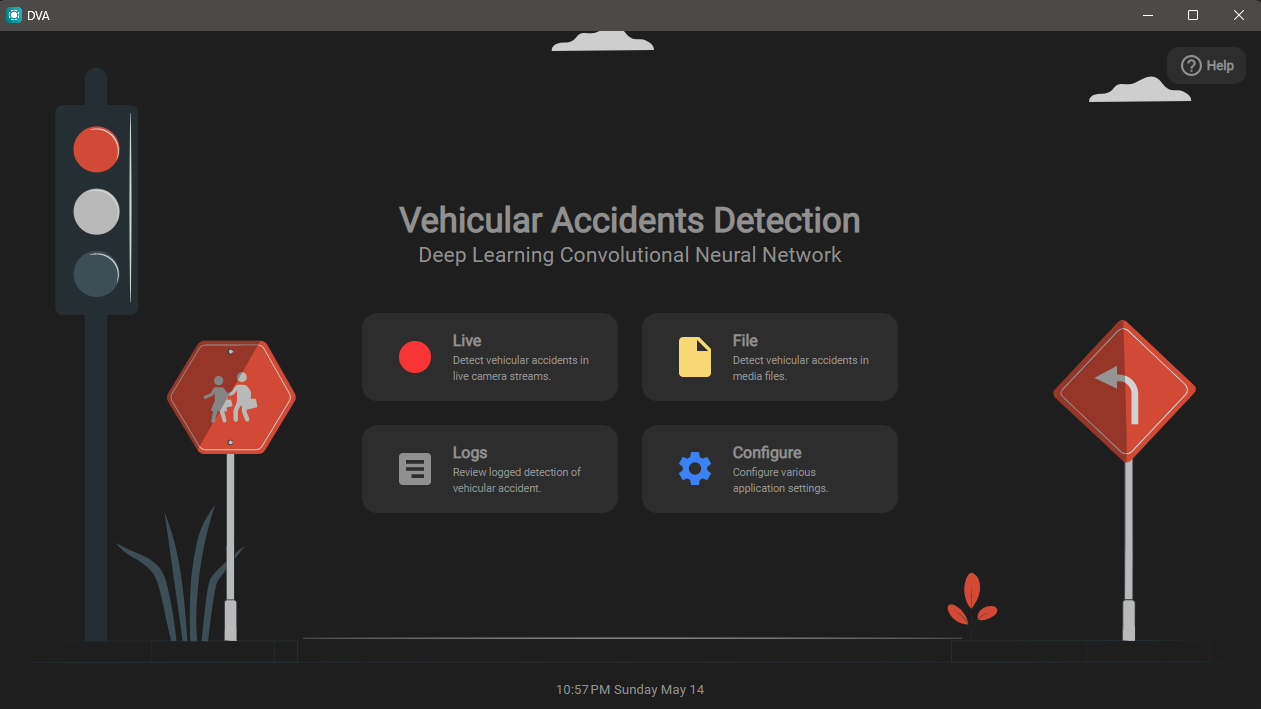 DVA
Help
Vehicular Accidents Detection
Deep Learning Convolutional Neural Network
Live
Detect vehicular accidents in
live camera streams.
File
Detect vehicular accidents in
media files.
Logs
Review logged detection of
vehicular accident.
Configure
Configure various
application settings.
10:57 PM Sunday May 14